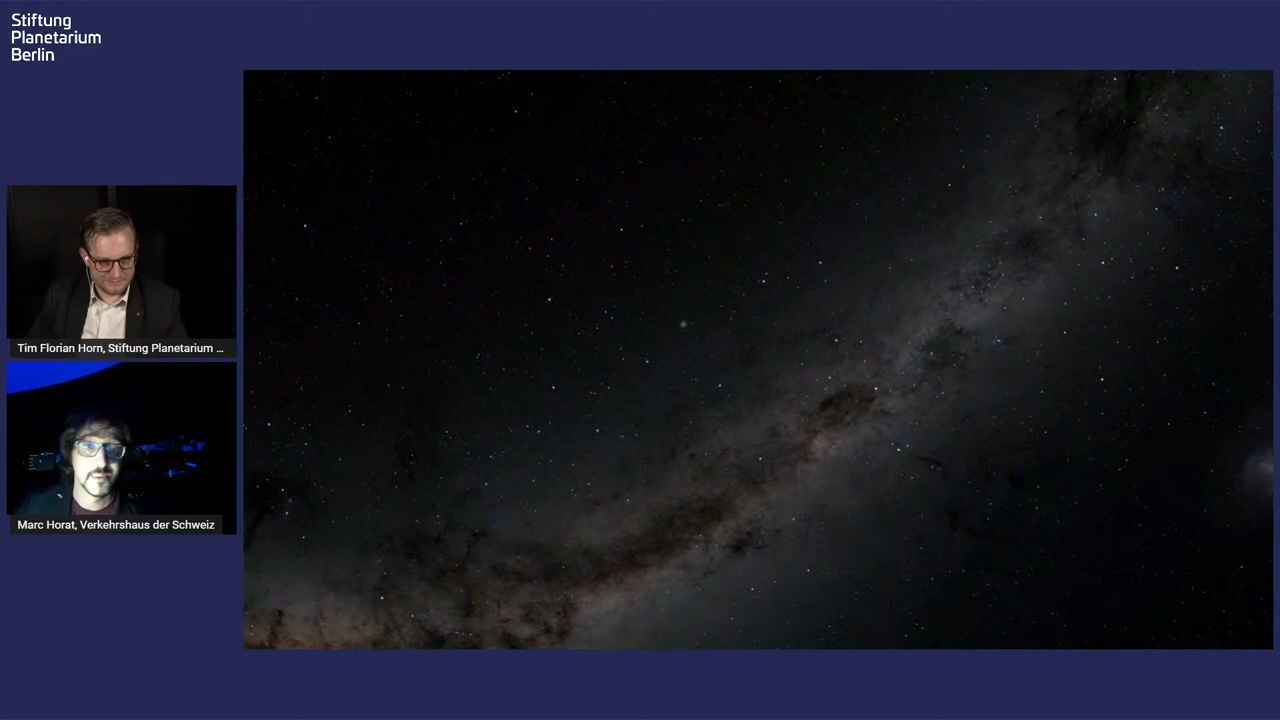 Stiftung
Planetarium
Berlin
Tim Florian Horn, Stiftung Planetarium ...
Marc Horat, Verkehrshaus der Schweiz